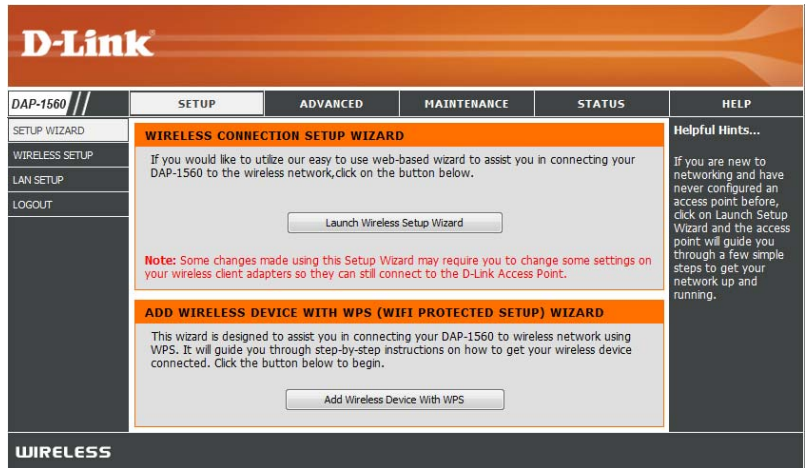 D-Link
DAP-1560
SETUP
ADVANCED
MAINTENANCE
STATUS
HELP
SETUP WIZARD
WIRELESS SETUP
LAN SETUP
LOGOUT
WIRELESS CONNECTION SETUP WIZARD
If you would like to utilize our easy to use web-based wizard to assist you in connecting your
DAP-1560 to the wireless network,click on the button below.
Launch Wireless Setup Wizard
Note: Some changes made using this Setup Wizard may require you to change some settings on
your wireless client adapters so they can still connect to the D-Link Access
Point.
ADD WIRELESS DEVICE WITH WPS (WIFI PROTECTED SETUP) WIZARD
This wizard is designed to assist you in connecting your DAP-1560 to wireless network using
WPS. It will guide you through step-by-step instructions on how to get your wireless device
connected. Click the button below to begin.
Add Wireless Device With WPS
Helpful Hints...
If you are new to
networking and have
never configured an
access point before,
click on Launch Setup
Wizard and the access
point will guide you
through a few simple
steps to get your
network up and
running.
WIRELESS